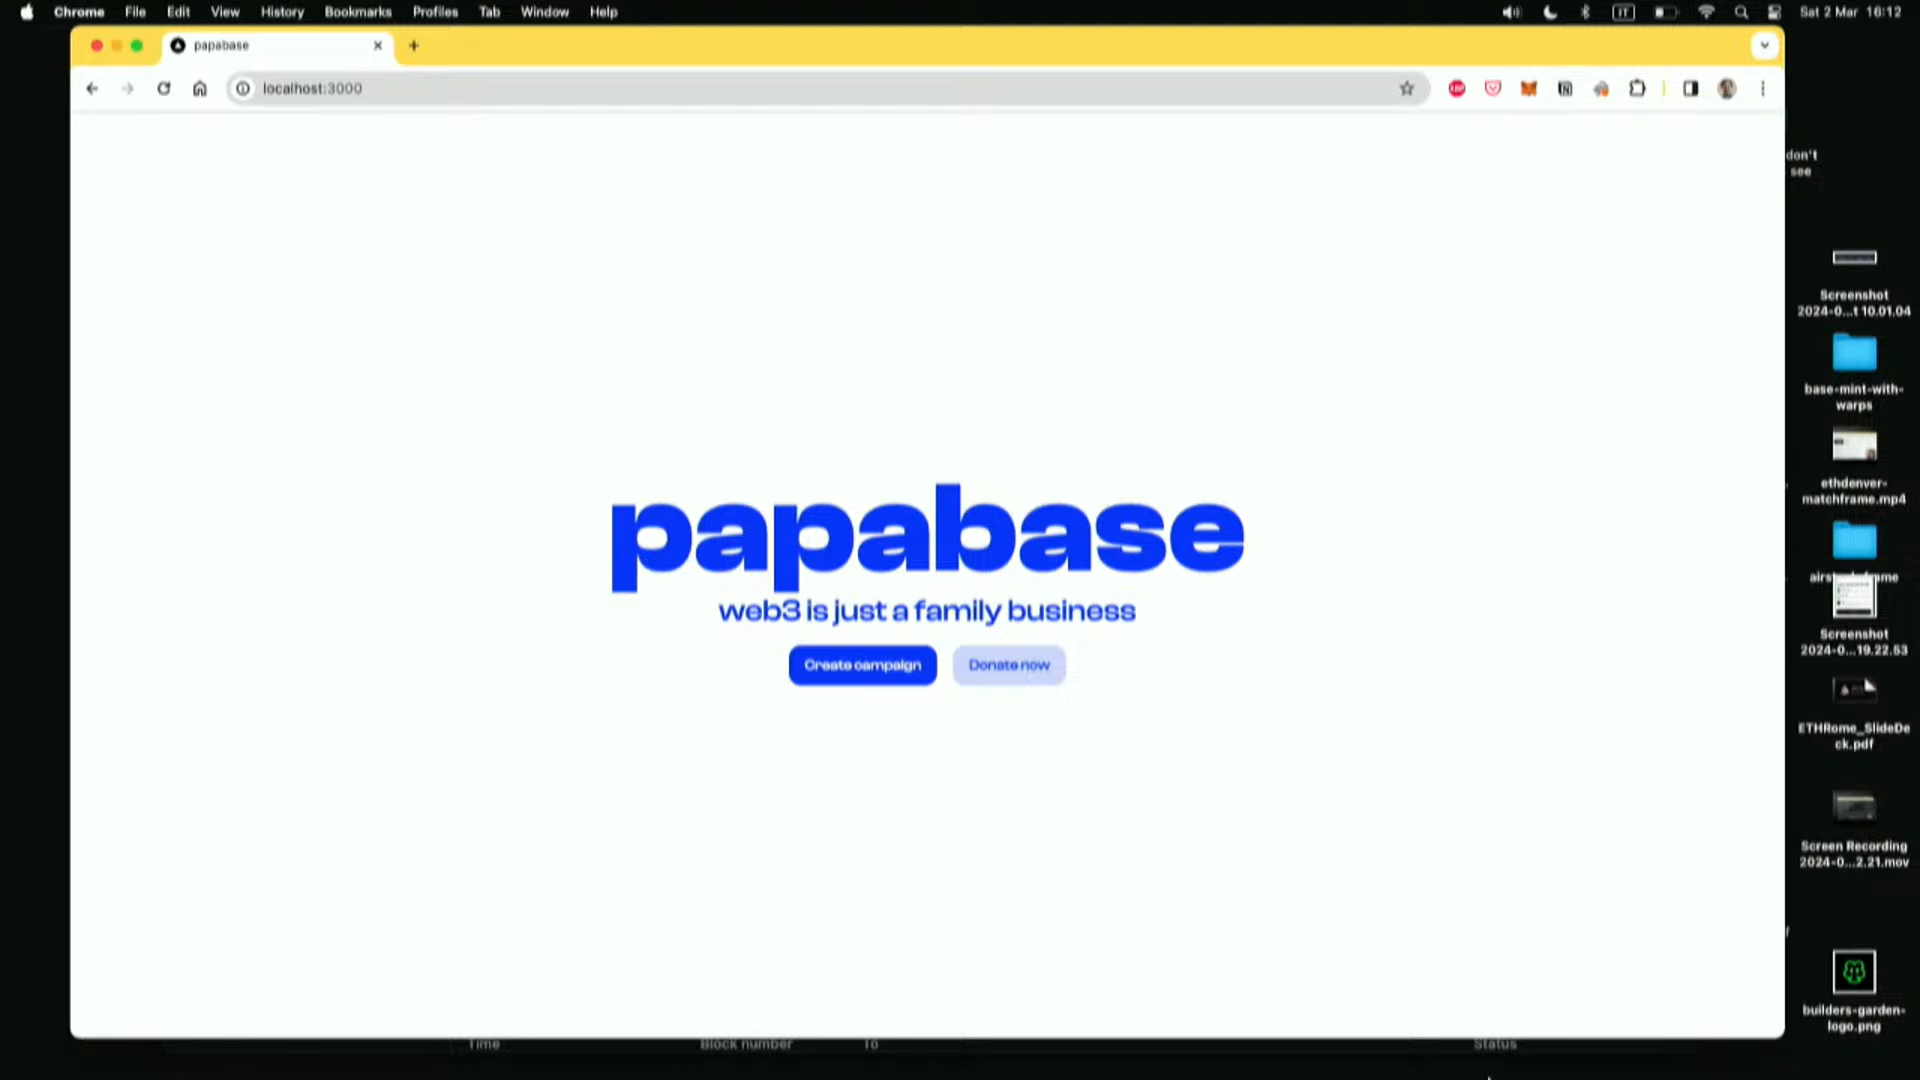 Chrome File Edit View History Bookmarks Profiles Tab Window Help
IT
Sat 2 Mar 16:12
papabase
localhost:3000
ABP
papabase
web3 is just a family business
Create campaign
Donate now
don't
see
Screenshot
2024-0...t 10.01.04
base-mint-with-
warps
ethdenver-
matchframe.mp4
Screenshot
2024-0...19.22.53
ETHRome_SlideDe
ck.pdf
Screen Recording
2024-0...2.21.mov
builders-garden-
logo.png
Time Block number To Status